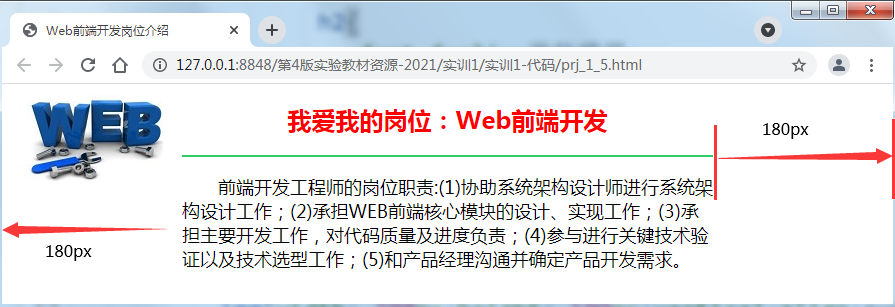 Web前端开发岗位介绍
127.0.0.1:8848/第4版实验教材资源-2021/实训1/实训1-代码/prj_1_5.html
WEB
我爱我的岗位：Web前端开发
180px
前端开发工程师的岗位职责:(1)协助系统架构设计师进行系统架
构设计工作；(2)承担WEB前端核心模块的设计、实现工作；(3)承
担主要开发工作，对代码质量及进度负责；(4)参与进行关键技术验
证以及技术选型工作；(5)和产品经理沟通并确定产品开发需求。
180px